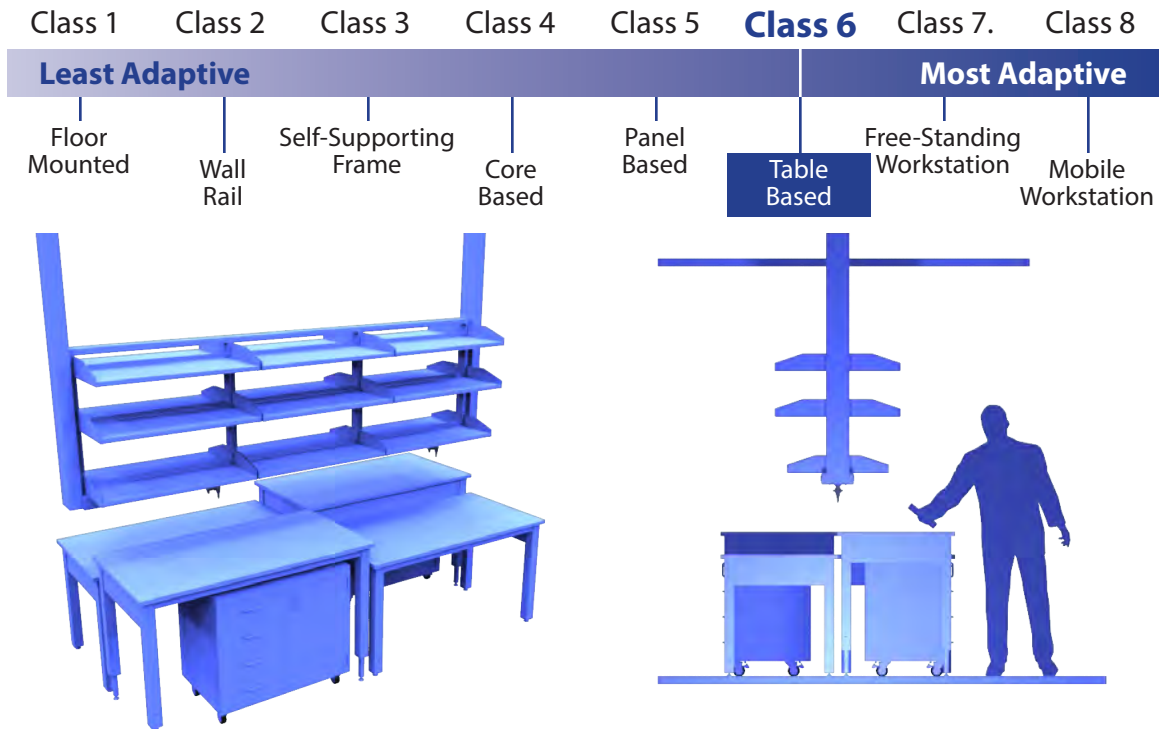 Class 1 Class 2 Class 3 Class 4 Class 5 Class 6 Class 7. Class 8
Least Adaptive Most Adaptive
Floor
Mounted
Wall
Rail
Self-Supporting
Frame
Core
Based
Panel
Based
Table
Based
Free-Standing
Workstation
Mobile
Workstation